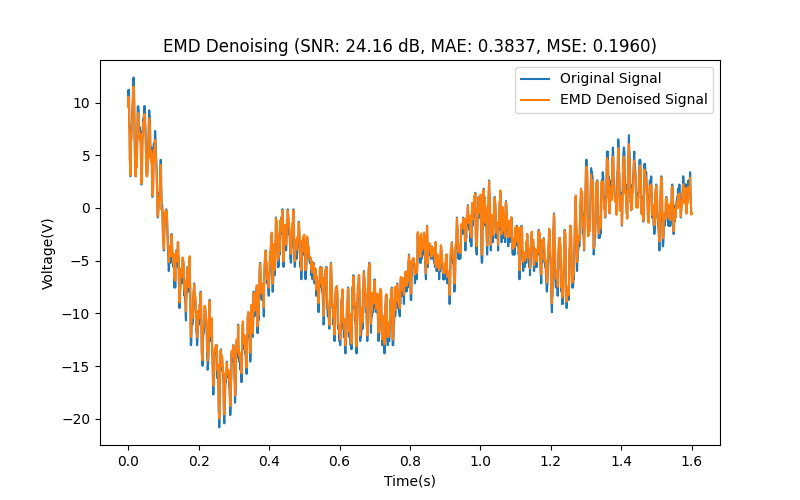 EMD Denoising (SNR: 24.16 dB, MAE: 0.3837, MSE: 0.1960)
Original Signal
EMD Denoised Signal
10
5
0
−5
−10
−15
−20
Voltage(V)
0.0 0.2 0.4 0.6 0.8 1.0 1.2 1.4 1.6
Time(s)